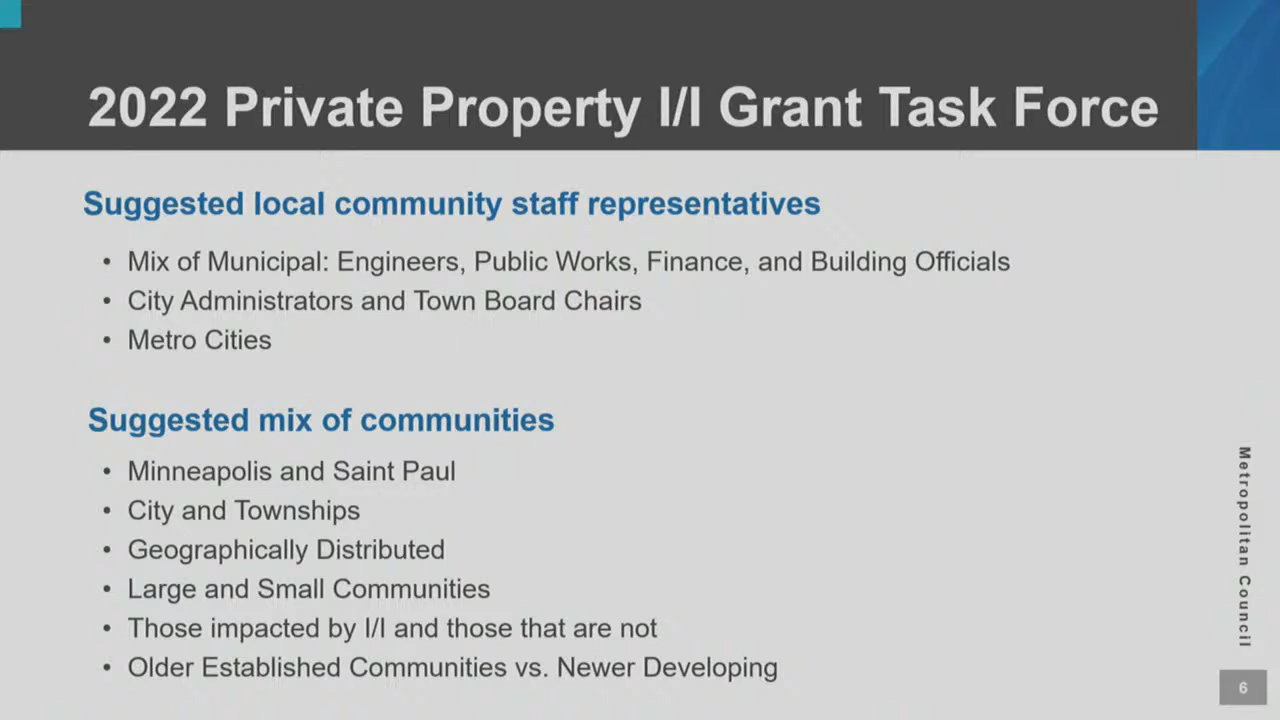 2022 Private Property I/I Grant Task Force
Suggested local community staff representatives
• Mix of Municipal: Engineers, Public Works, Finance, and Building Officials
• City Administrators and Town Board Chairs
• Metro Cities
Suggested mix of communities
• Minneapolis and Saint Paul
• City and Townships
• Geographically Distributed
• Large and Small Communities
• Those impacted by I/I and those that are not
• Older Established Communities vs. Newer Developing
Metropolitan Council
6